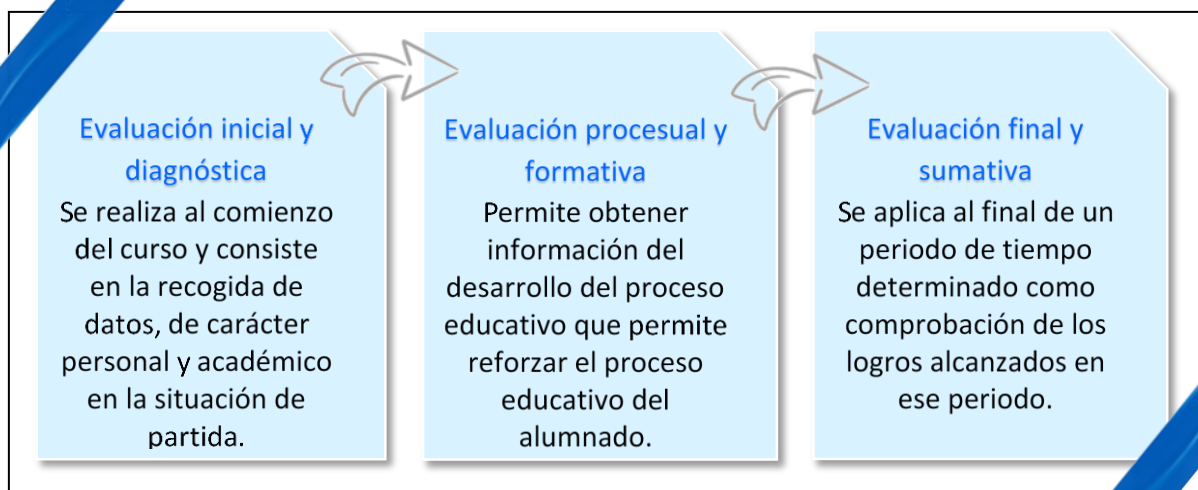 Evaluación inicial y
diagnóstica
Se realiza al comienzo
del curso y consiste
en la recogida de
datos, de carácter
personal y académico
en la situación de
partida.
Evaluación procesual y
formativa
Permite obtener
información del
desarrollo del proceso
educativo que permite
reforzar el proceso
educativo del
alumnado.
Evaluación final y
sumativa
Se aplica al final de un
periodo de tiempo
determinado como
comprobación de los
logros alcanzados en
ese periodo.